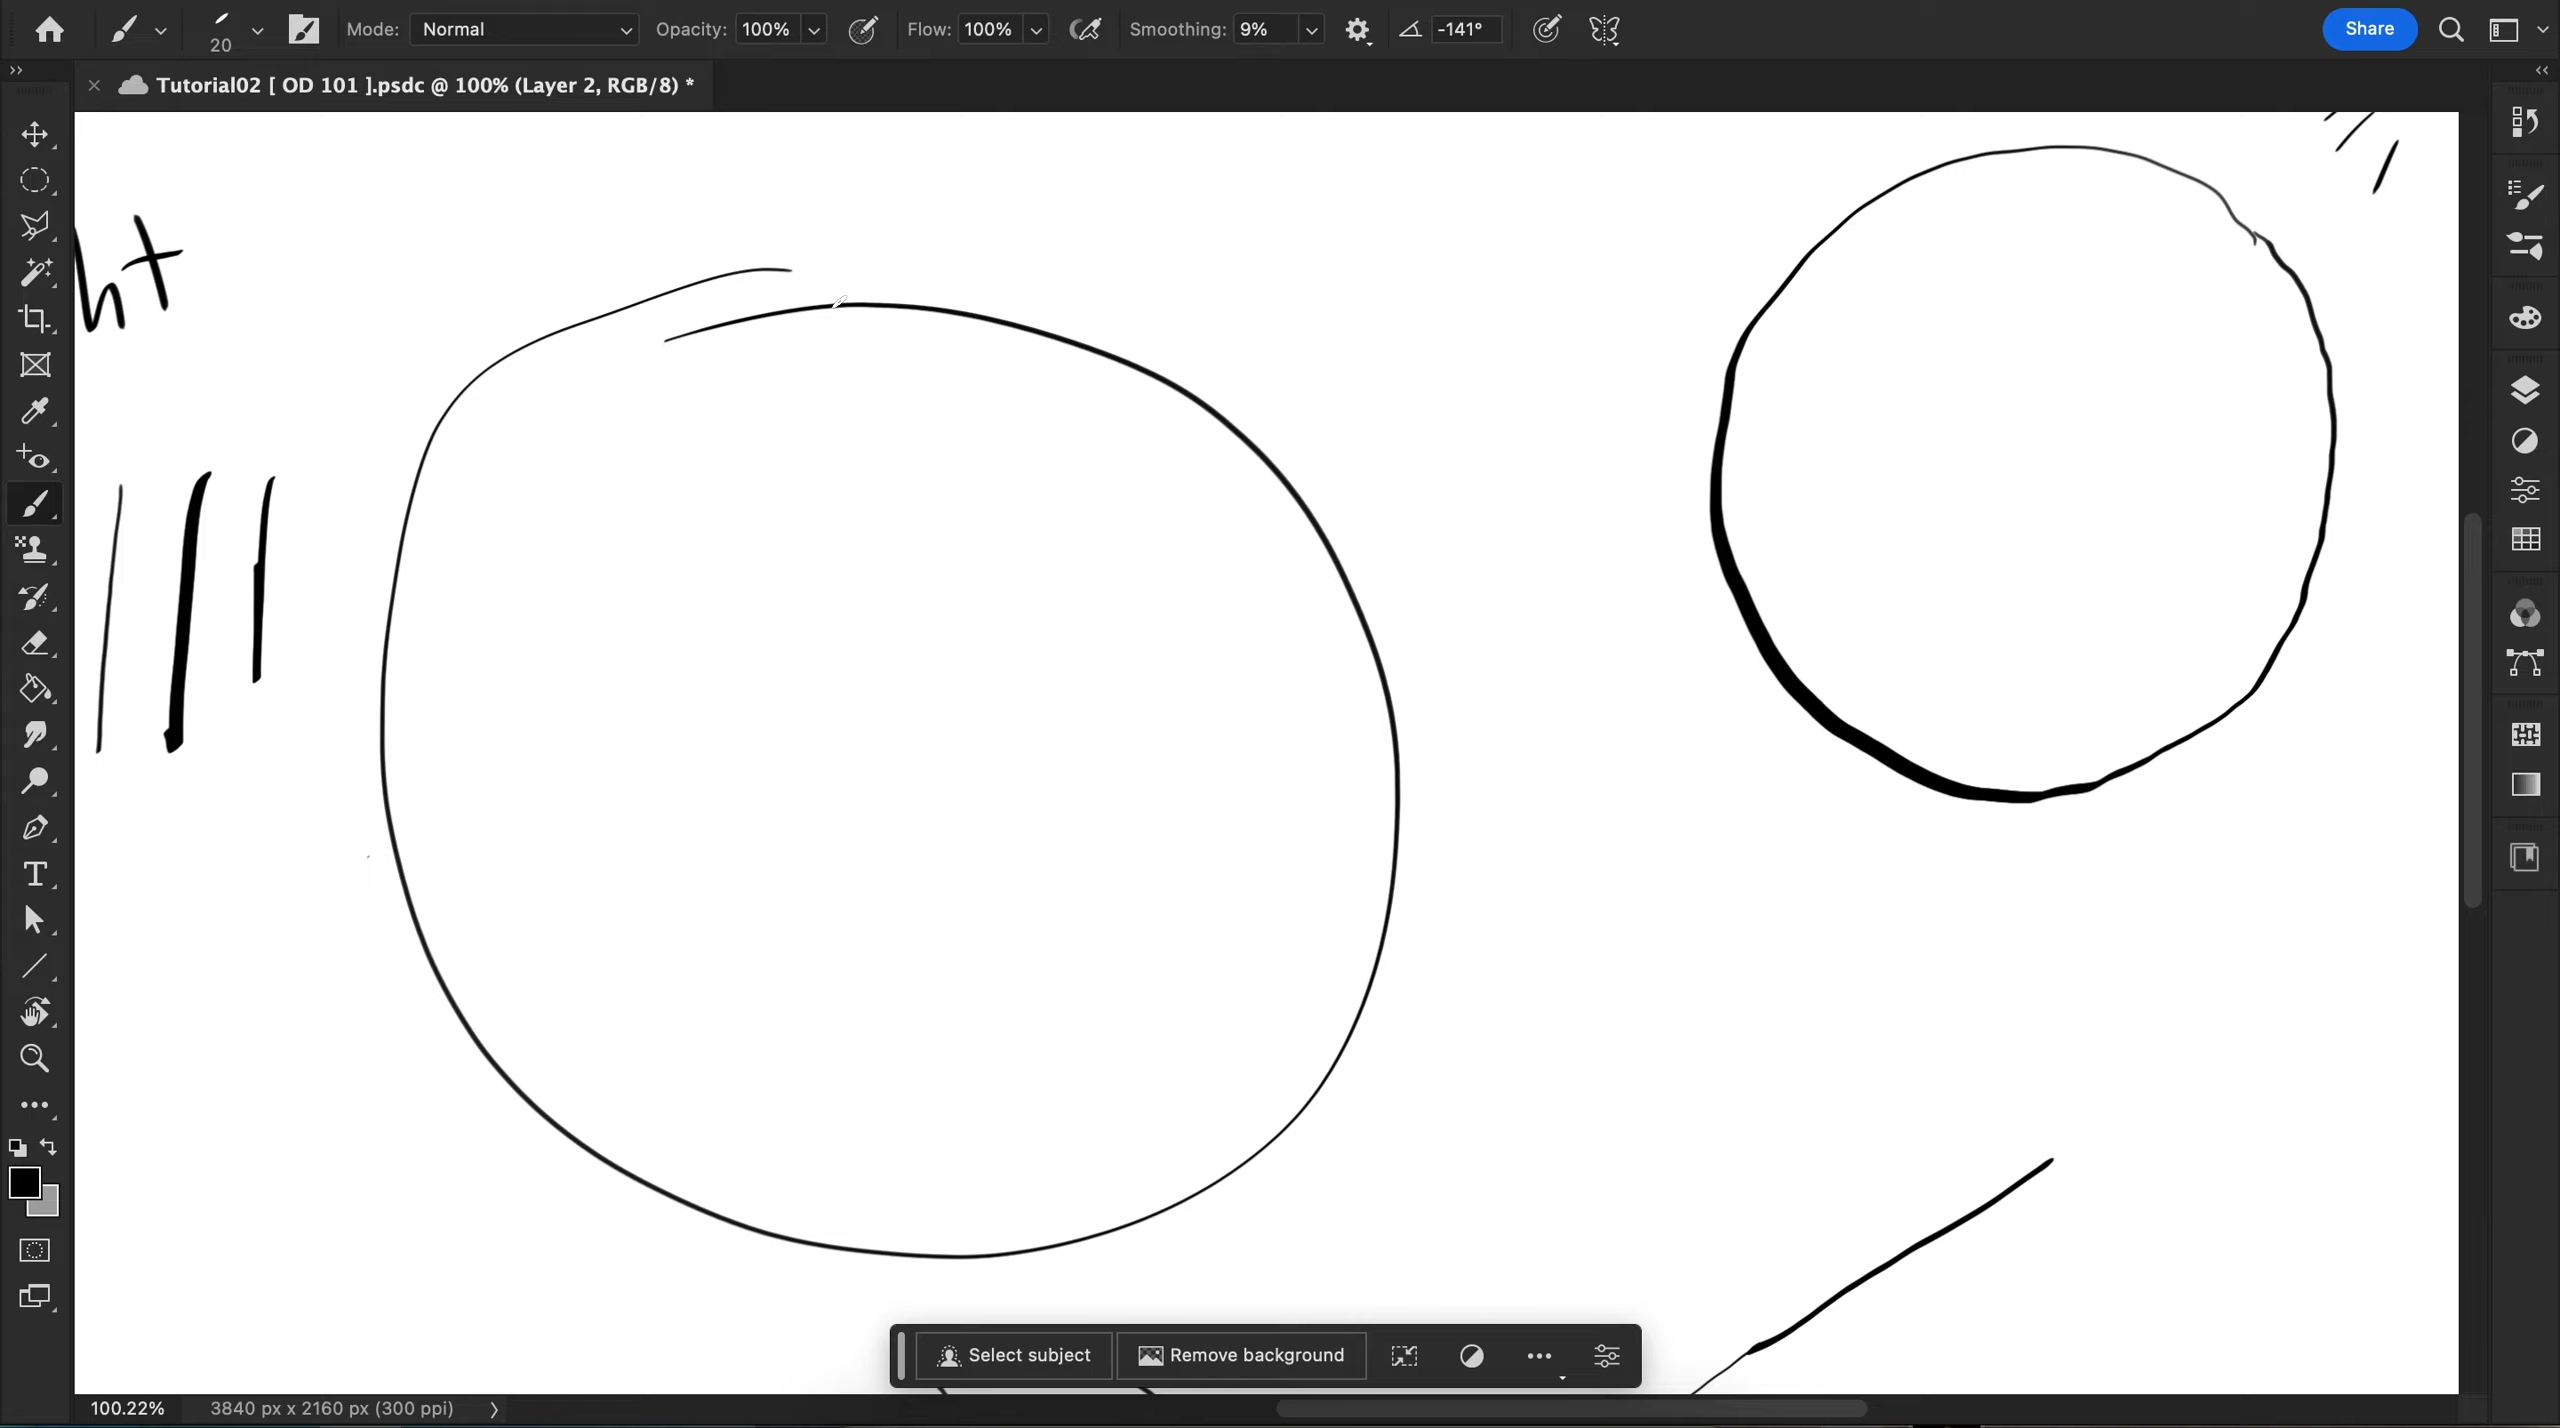 20 Mode: Normal Opacity: 100% Flow: 100% Smoothing: 9% -141° Share
Tutorial02 [ OD 101 ].psdc @ 100% (Layer 2, RGB/8) *
ht
Select subject Remove background
100.22% 3840 px x 2160 px (300 ppi)